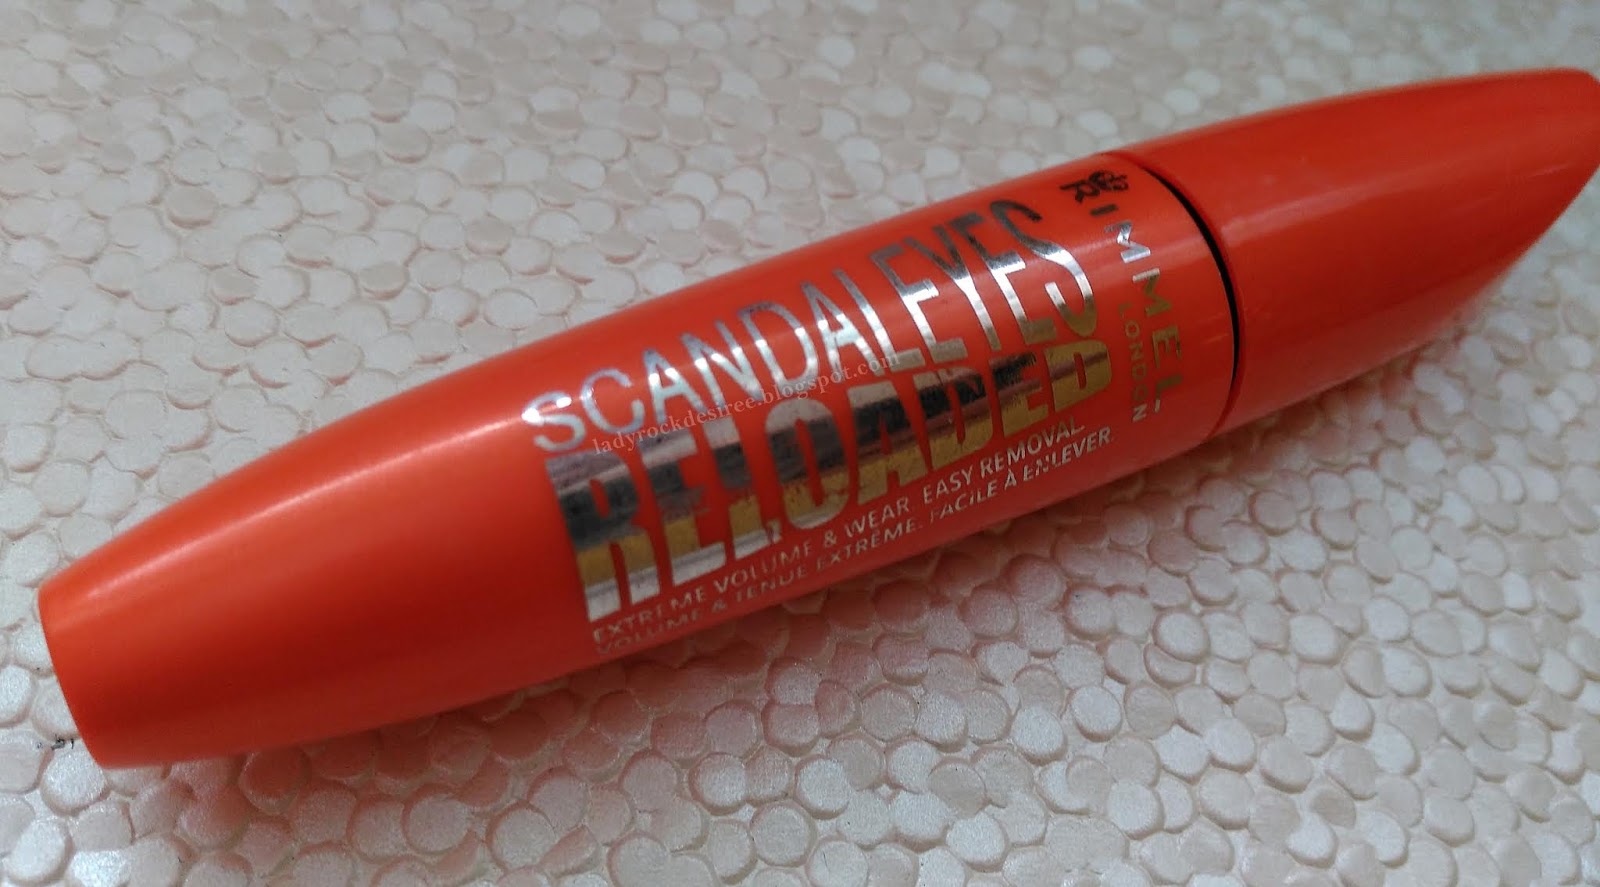 RIMMEL
LONDON
SCANDALEYES
RELOADED
EXTREME VOLUME & WEAR. EASY REMOVAL
VOLUME & TENUE EXTRÊME. FACILE À ENLEVER.
ladyrockdesiree.blogspot.com